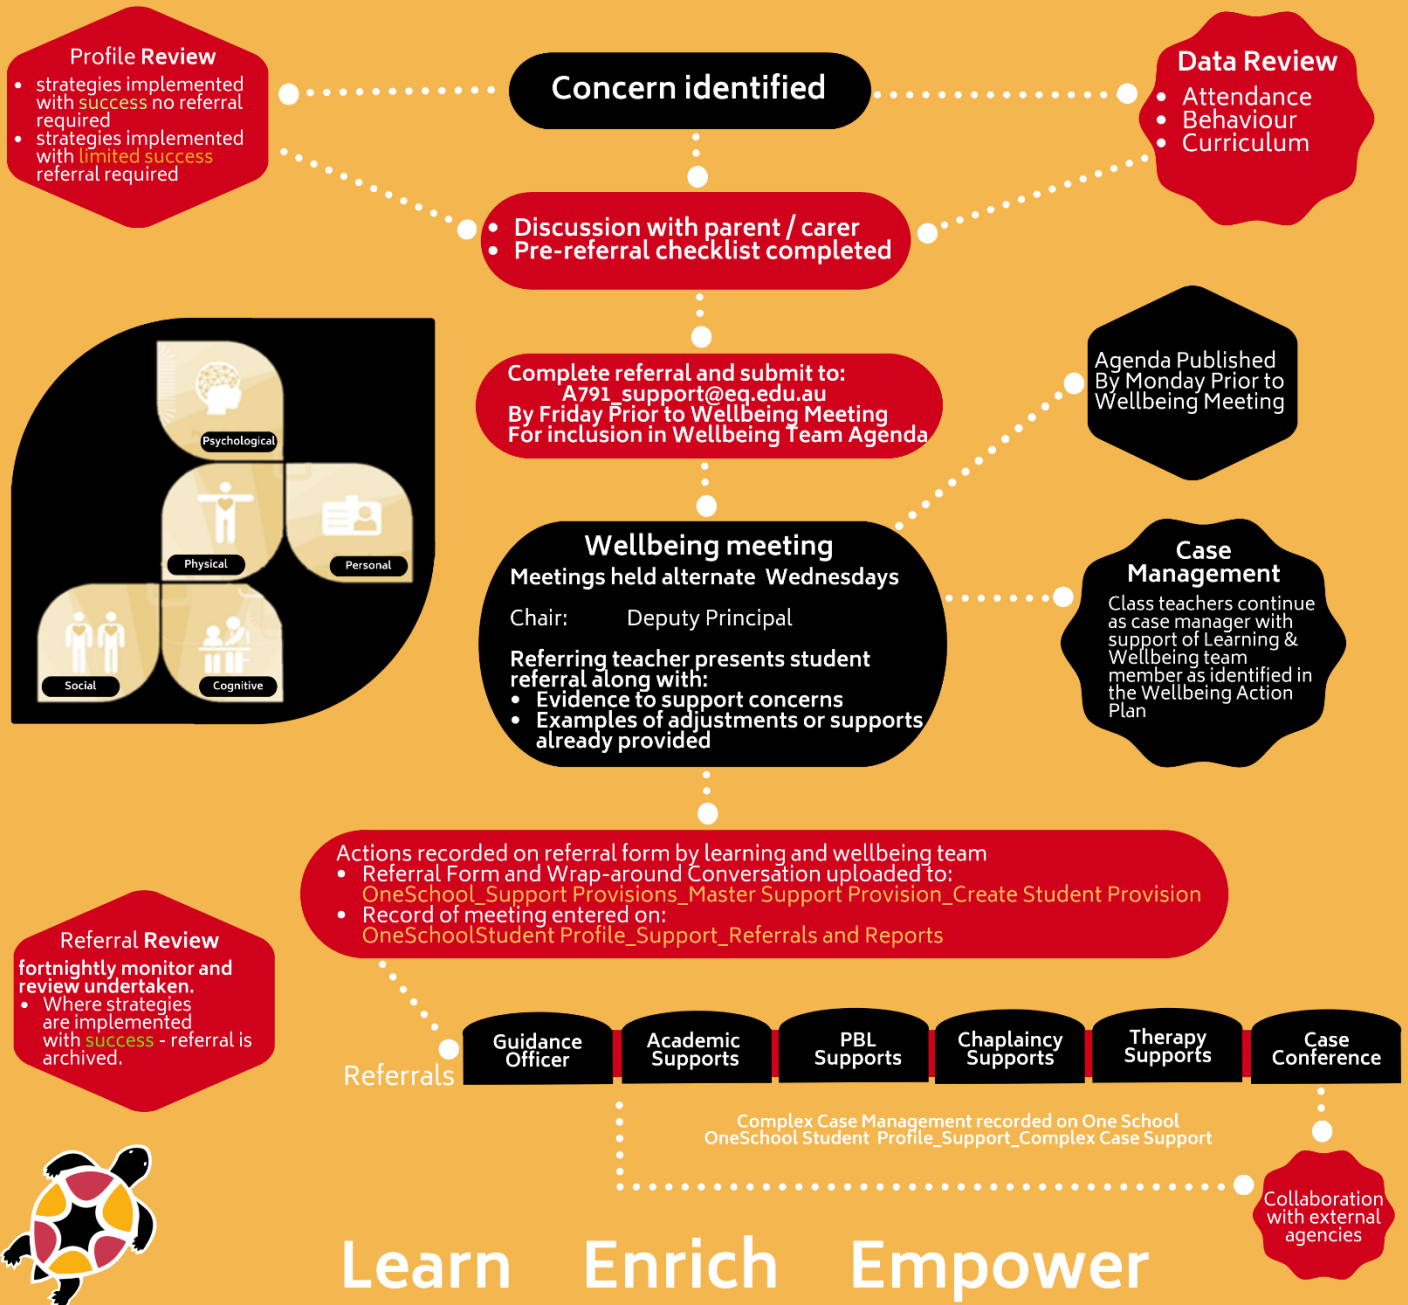 Profile Review
• strategies implemented
with success no referral
required
• strategies implemented
with limited success
referral required
Concern identified
Data Review
• Attendance
• Behaviour
• Curriculum
• Discussion with parent / carer
• Pre-referral checklist completed
Complete referral and submit to:
A791_support@eq.edu.au
By Friday Prior to Wellbeing Meeting
For inclusion in Wellbeing Team Agenda
Agenda Published
By Monday Prior to
Wellbeing Meeting
Psychological
Physical
Personal
Social
Cognitive
Wellbeing meeting
Meetings held alternate Wednesdays
Chair: Deputy Principal
Referring teacher presents student
referral along with:
• Evidence to support concerns
• Examples of adjustments or supports
already provided
Case
Management
Class teachers continue
as case manager with
support of Learning &
Wellbeing team
member as identified in
the Wellbeing Action
Plan
Actions recorded on referral form by learning and wellbeing team
• Referral Form and Wrap-around Conversation uploaded to:
OneSchool_Support Provisions_Master Support Provision_Create Student Provision
• Record of meeting entered on:
OneSchoolStudent Profile_Support_Referrals and Reports
Referral Review
fortnightly monitor and
review undertaken.
• Where strategies
are implemented
with success - referral is
archived.
Referrals
Guidance
Officer
Academic
Supports
PBL
Supports
Chaplaincy
Supports
Therapy
Supports
Case
Conference
Complex Case Management recorded on One School
OneSchool Student Profile_Support_Complex Case Support
Collaboration
with external
agencies
Learn Enrich Empower